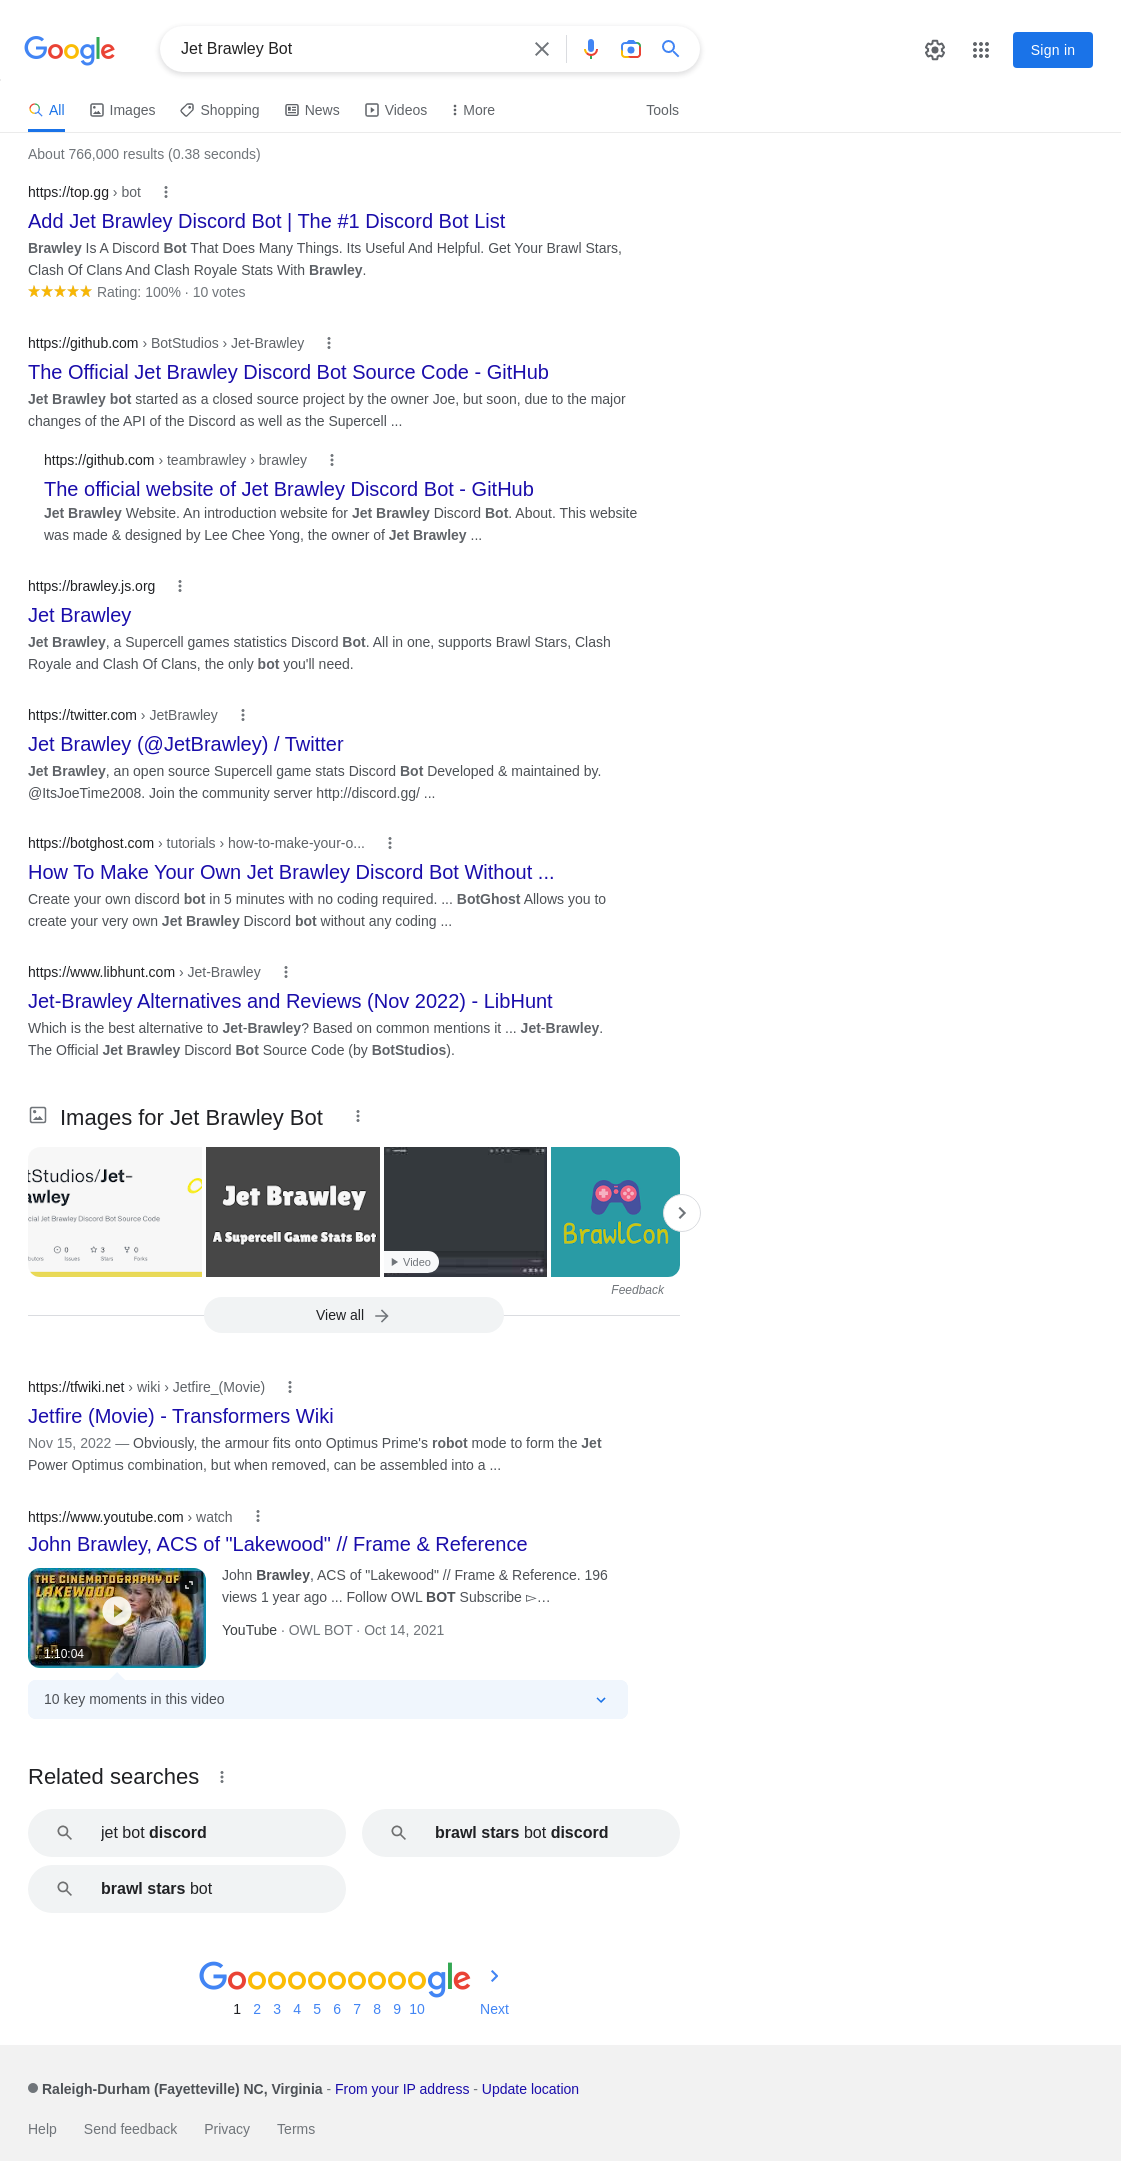 Google
Jet Brawley Bot
Sign in
All Images Shopping News Videos More Tools
About 766,000 results (0.38 seconds)
https://top.gg › bot
Add Jet Brawley Discord Bot | The #1 Discord Bot List
Brawley Is A Discord Bot That Does Many Things. Its Useful And Helpful. Get Your Brawl Stars,
Clash Of Clans And Clash Royale Stats With Brawley.
Rating: 100% · 10 votes
https://github.com › BotStudios › Jet-Brawley
The Official Jet Brawley Discord Bot Source Code - GitHub
Jet Brawley bot started as a closed source project by the owner Joe, but soon, due to the major
changes of the API of the Discord as well as the Supercell ...
https://github.com › teambrawley › brawley
The official website of Jet Brawley Discord Bot - GitHub
Jet Brawley Website. An introduction website for Jet Brawley Discord Bot. About. This website
was made & designed by Lee Chee Yong, the owner of Jet Brawley ...
https://brawley.js.org
Jet Brawley
Jet Brawley, a Supercell games statistics Discord Bot. All in one, supports Brawl Stars, Clash
Royale and Clash Of Clans, the only bot you'll need.
https://twitter.com › JetBrawley
Jet Brawley (@JetBrawley) / Twitter
Jet Brawley, an open source Supercell game stats Discord Bot Developed & maintained by.
@ItsJoeTime2008. Join the community server http://discord.gg/ ...
https://botghost.com › tutorials › how-to-make-your-o...
How To Make Your Own Jet Brawley Discord Bot Without ...
Create your own discord bot in 5 minutes with no coding required. ... BotGhost Allows you to
create your very own Jet Brawley Discord bot without any coding ...
https://www.libhunt.com › Jet-Brawley
Jet-Brawley Alternatives and Reviews (Nov 2022) - LibHunt
Which is the best alternative to Jet-Brawley? Based on common mentions it ... Jet-Brawley.
The Official Jet Brawley Discord Bot Source Code (by BotStudios).
Images for Jet Brawley Bot
tStudios/Jet-
awley
cial Jet Brawley Discord Bot Source Code
0 3 0
butors Issues Stars Forks
Jet Brawley
A Supercell Game Stats Bot
Video
BrawlCon
Feedback
View all
https://tfwiki.net › wiki › Jetfire_(Movie)
Jetfire (Movie) - Transformers Wiki
Nov 15, 2022 — Obviously, the armour fits onto Optimus Prime's robot mode to form the Jet
Power Optimus combination, but when removed, can be assembled into a ...
https://www.youtube.com › watch
John Brawley, ACS of "Lakewood" // Frame & Reference
THE CINEMATOGRAPHY OF
LAKEWOOD
1:10:04
John Brawley, ACS of "Lakewood" // Frame & Reference. 196
views 1 year ago ... Follow OWL BOT Subscribe ▻…
YouTube · OWL BOT · Oct 14, 2021
10 key moments in this video
Related searches
jet bot discord
brawl stars bot discord
brawl stars bot
Goooooooooogle
1 2 3 4 5 6 7 8 9 10 Next
Raleigh-Durham (Fayetteville) NC, Virginia - From your IP address - Update location
Help Send feedback Privacy Terms